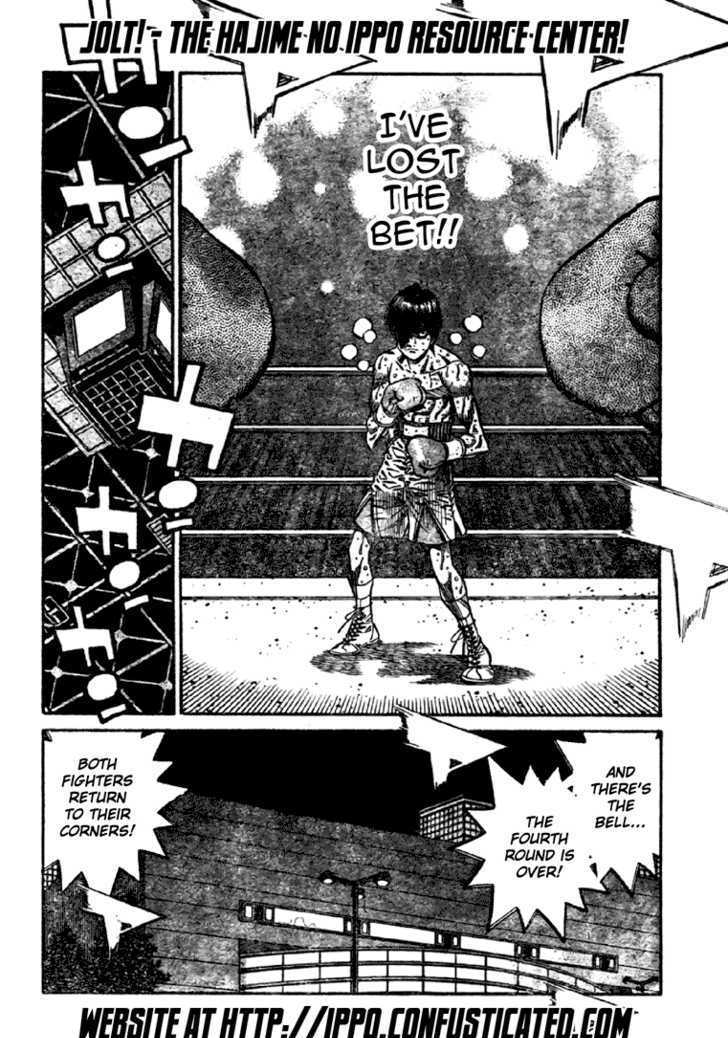 JOLT! - THE HAJIME NO IPPO RESOURCE CENTER!
I'VE
LOST
THE
BET!!
AND
THERE'S
THE
BELL...
THE
FOURTH
ROUND IS
OVER!
BOTH
FIGHTERS
RETURN
TO THEIR
CORNERS!
WEBSITE AT HTTP://IPPO.CONFUSTICATED.COM